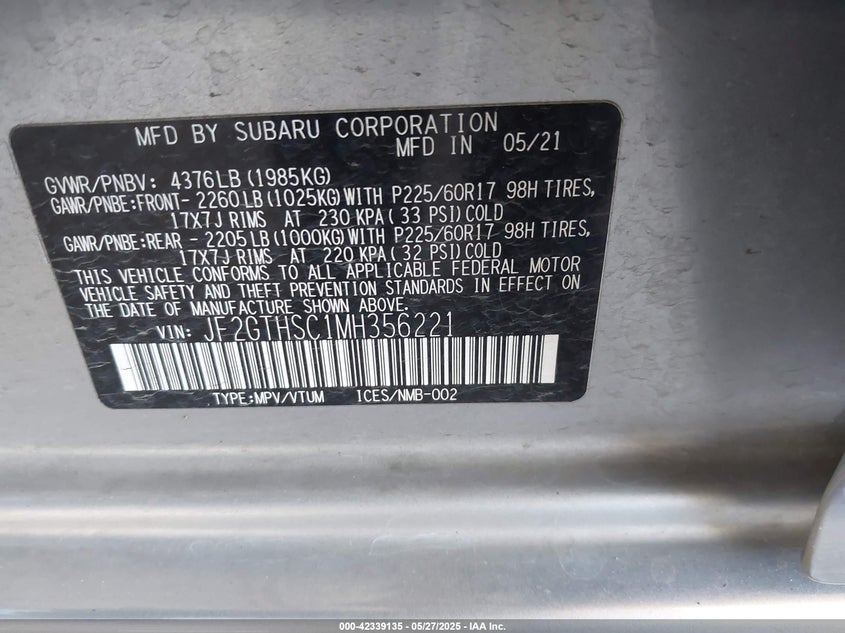 MFD BY SUBARU CORPORATION
MFD IN 05/21
GVWR/PNBV: 4376LB (1985KG)
GAWR/PNBE:FRONT- 2260LB (1025KG) WITH P225/60R17 98H TIRES,
17X7J RIMS AT 230 KPA ( 33 PSI) COLD
GAWR/PNBE:REAR - 2205LB (1000KG) WITH P225/60R17 98H TIRES,
17X7J RIMS AT 220 KPA ( 32 PSI) COLD
THIS VEHICLE CONFORMS TO ALL APPLICABLE FEDERAL MOTOR
VEHICLE SAFETY AND THEFT PREVENTION STANDARDS IN EFFECT ON
THE DATE OF MANUFACTURE SHOWN ABOVE.
VIN: JF2GTHSC1MH356221
TYPE:MPV/VTUM ICES/NMB-002
000-42339135 - 05/27/2025 - IAA Inc.